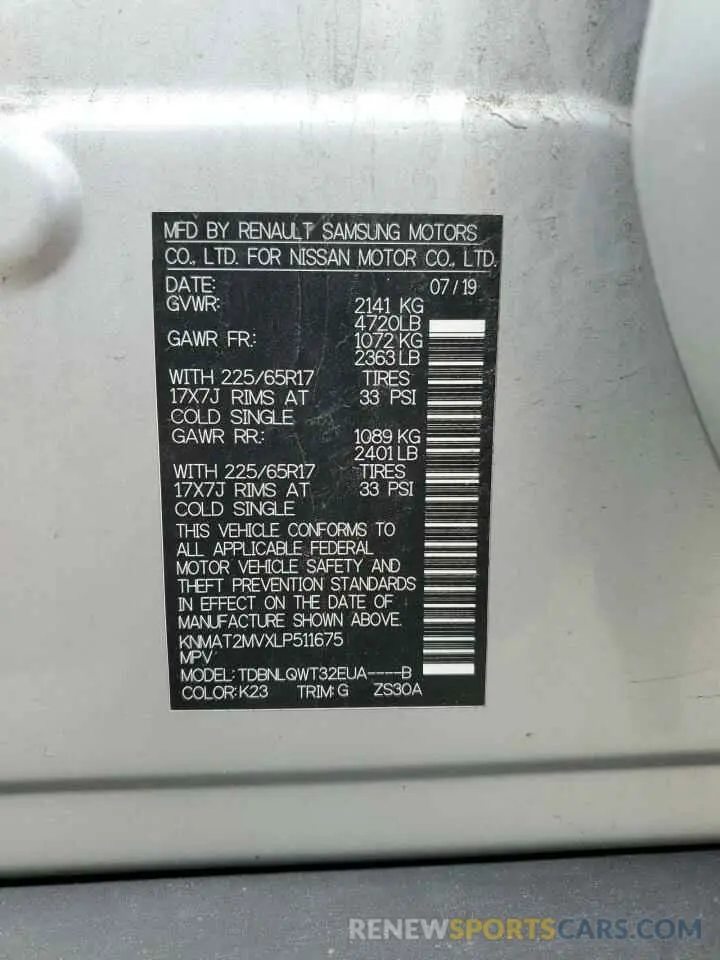 MFD BY RENAULT SAMSUNG MOTORS
CO., LTD. FOR NISSAN MOTOR CO., LTD.
DATE: 07/19
GVWR: 2141 KG
4720LB
GAWR FR: 1072 KG
2363 LB
WITH 225/65R17 TIRES
17X7J RIMS AT 33 PSI
COLD SINGLE
GAWR RR: 1089 KG
2401 LB
WITH 225/65R17 TIRES
17X7J RIMS AT 33 PSI
COLD SINGLE
THIS VEHICLE CONFORMS TO
ALL APPLICABLE FEDERAL
MOTOR VEHICLE SAFETY AND
THEFT PREVENTION STANDARDS
IN EFFECT ON THE DATE OF
MANUFACTURE SHOWN ABOVE.
KNMAT2MVXLP511675
MPV
MODEL: TDBNLQWT32EUA----B
COLOR: K23 TRIM: G ZS30A
RENEWSPORTSCARS.COM